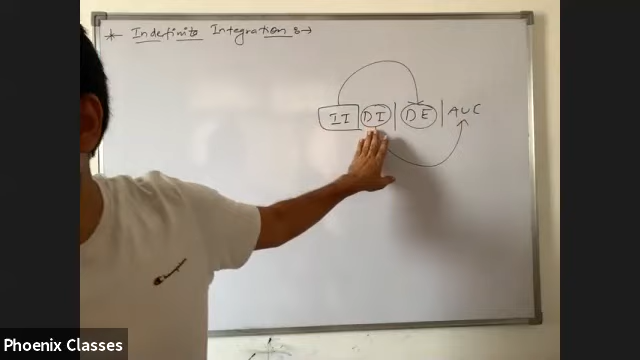 * Indefinite Integration :→
II | DI | DE | AUC
Phoenix Classes